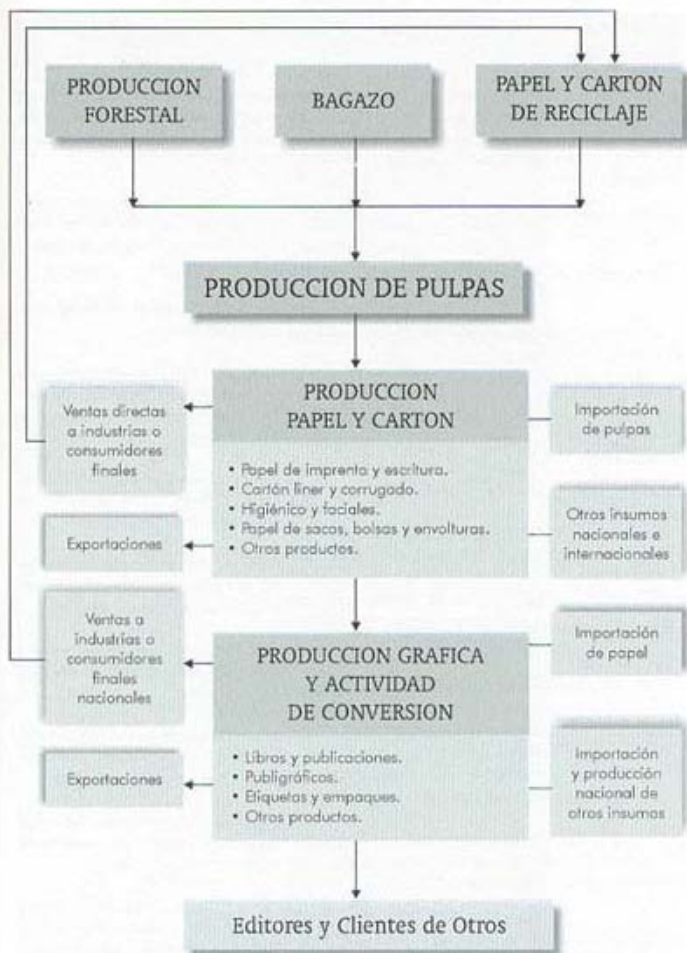 PRODUCCION
FORESTAL
BAGAZO
PAPEL Y CARTON
DE RECICLAJE
PRODUCCION DE PULPAS
PRODUCCION
PAPEL Y CARTON
• Papel de imprenta y escritura.
• Cartón liner y corrugado.
• Higiénico y faciales.
• Papel de sacos, bolsas y envolturas.
• Otros productos.
Ventas directas
a industrias o
consumidores
finales
Exportaciones
Importación
de pulpas
Otros insumos
nacionales e
internacionales
PRODUCCION GRAFICA
Y ACTIVIDAD
DE CONVERSION
• Libros y publicaciones.
• Publigráficos.
• Etiquetas y empaques.
• Otros productos.
Ventas a
industrias o
consumidores
finales
nacionales
Exportaciones
Importación
de papel
Importación
y producción
nacional de
otros insumos
Editores y Clientes de Otros